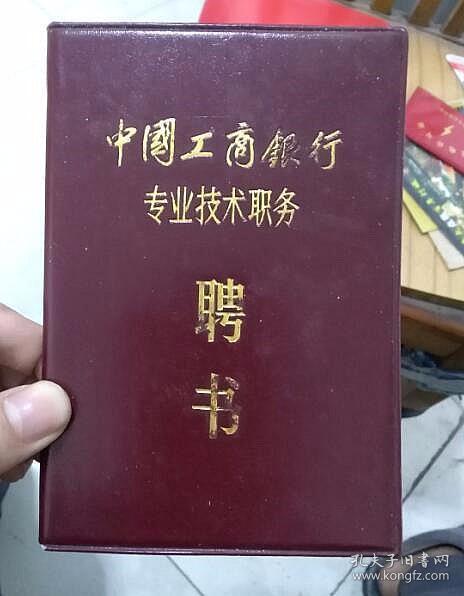 中國工商銀行
专业技术职务
聘
书
孔夫子旧书网
www.kongfz.com